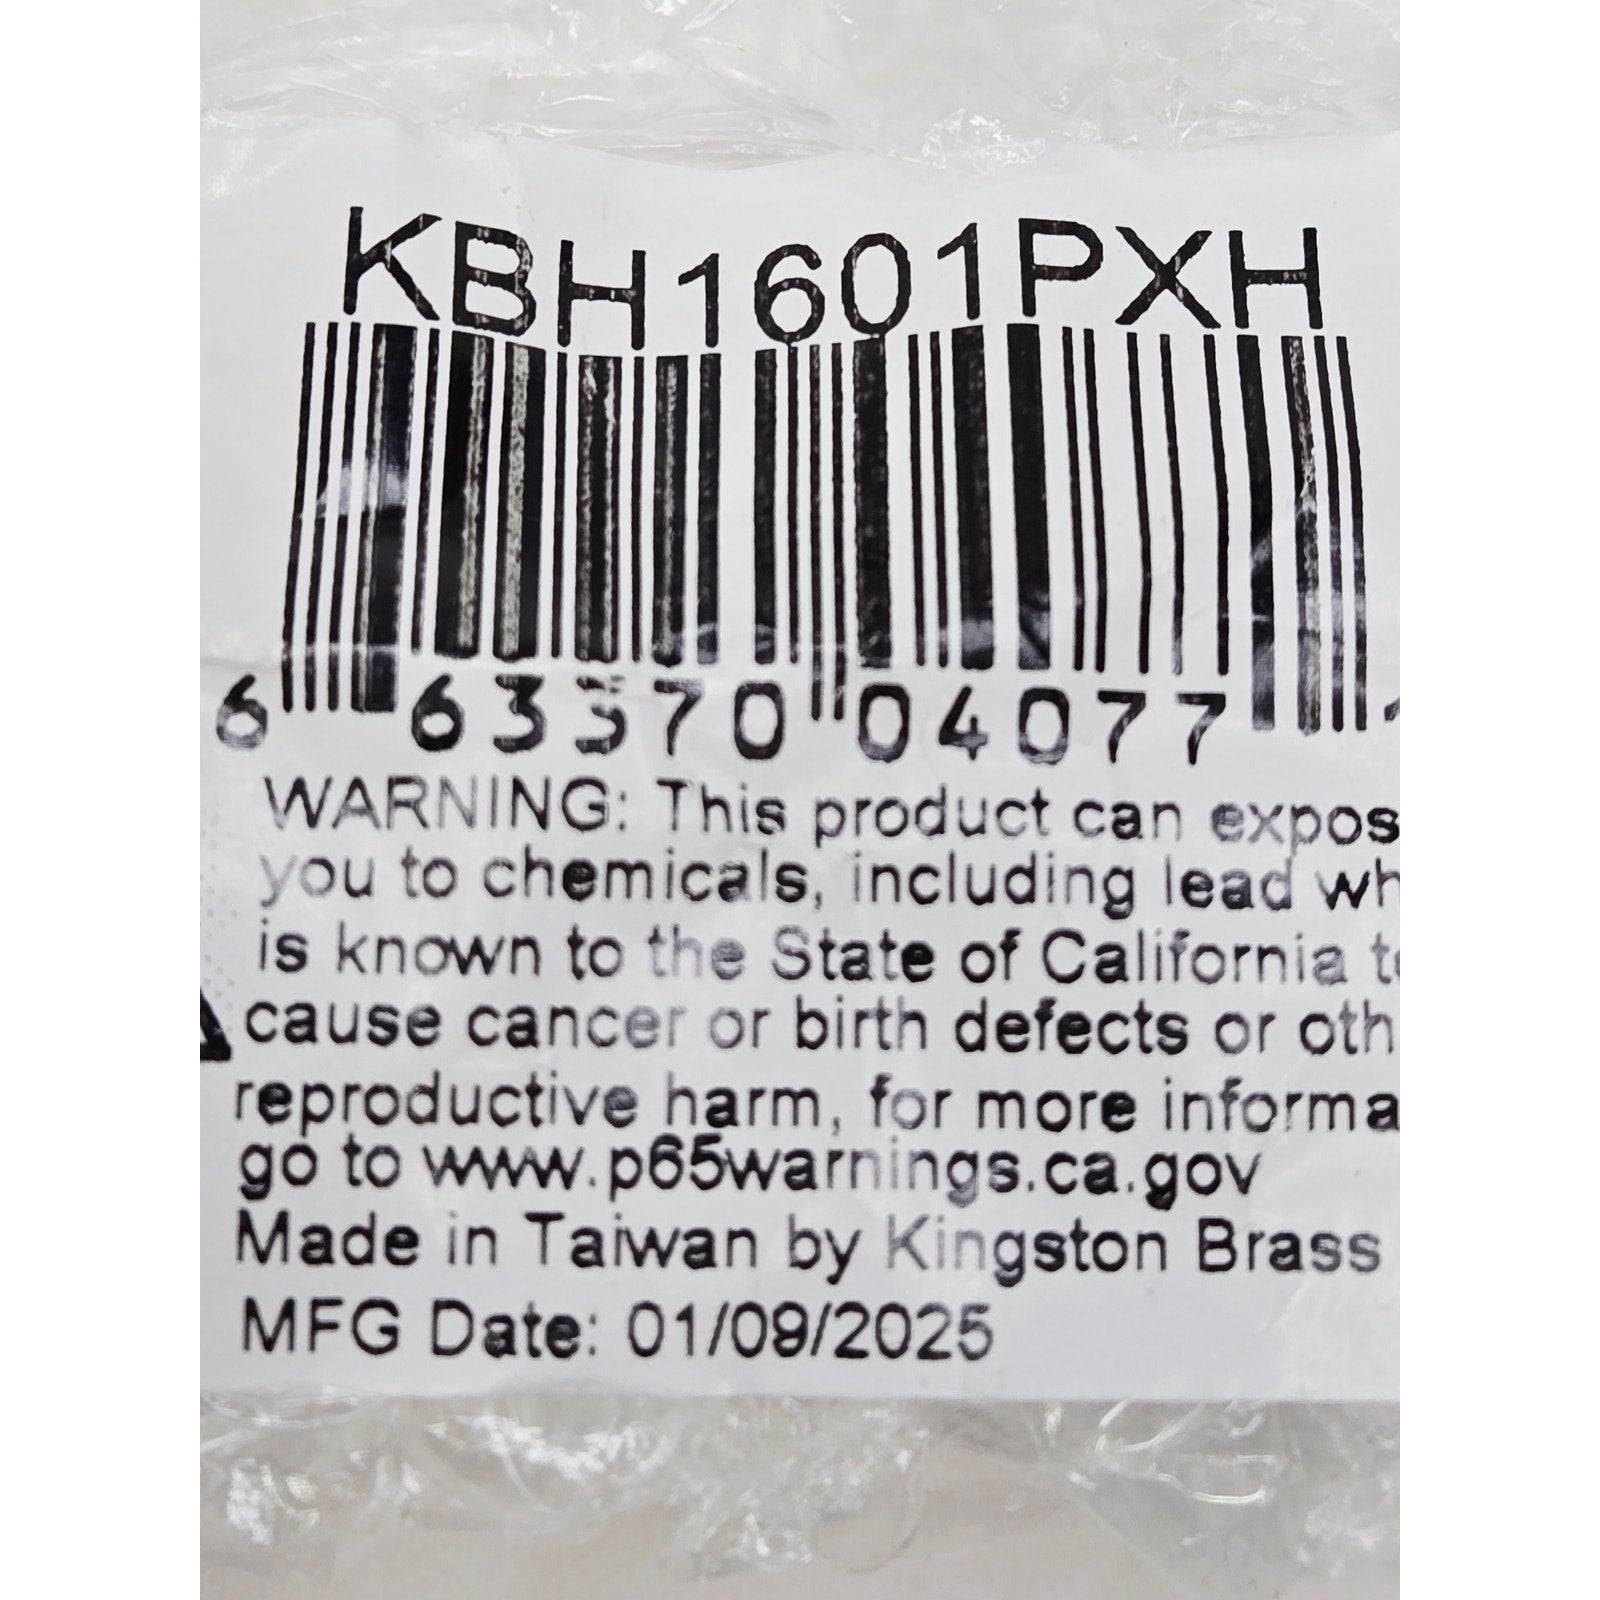 KBH1601PXH
6 63370 04077 1
WARNING: This product can expos
you to chemicals, including lead wh
is known to the State of California to
cause cancer or birth defects or oth
reproductive harm, for more informa
go to www.p65warnings.ca.gov
Made in Taiwan by Kingston Brass
MFG Date: 01/09/2025